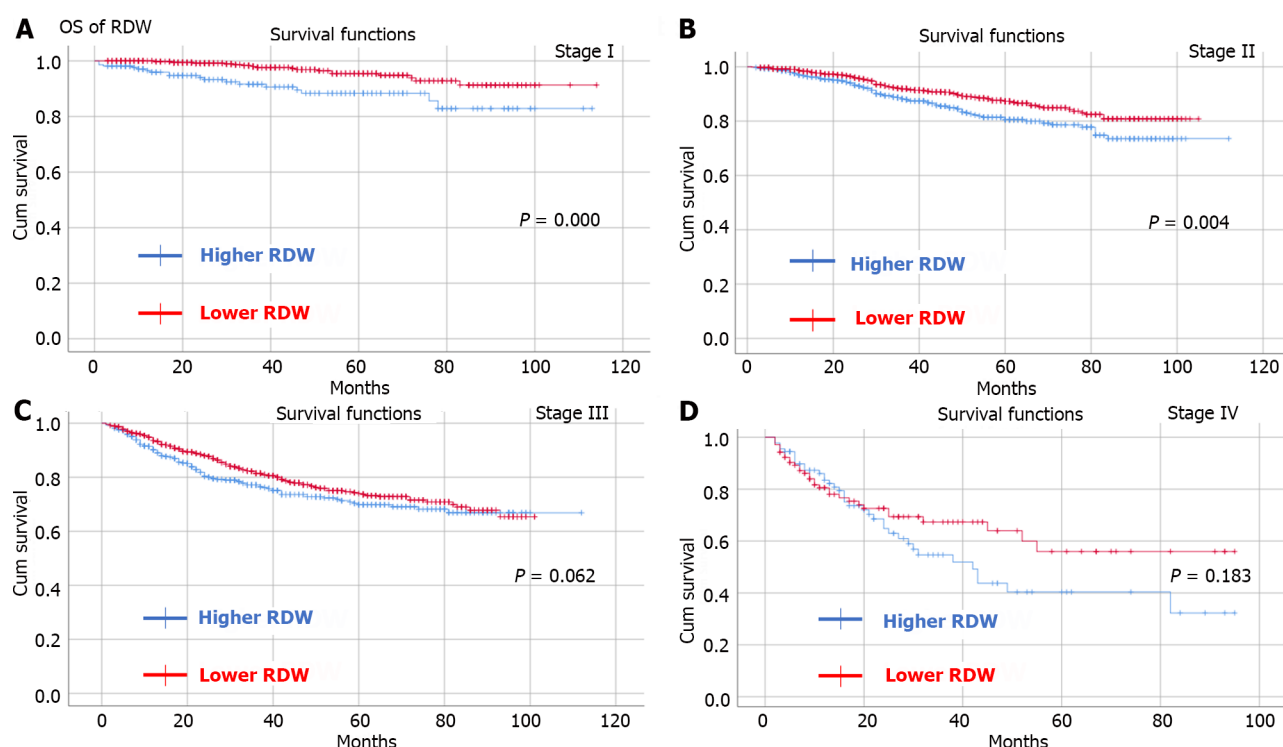 A OS of RDW
Survival functions
Stage I
Cum survival
1.0
0.8
0.6
0.4
0.2
0.0
P = 0.000
Higher RDW
Lower RDW
0 20 40 60 80 100 120
Months
B
Survival functions
Stage II
Cum survival
1.0
0.8
0.6
0.4
0.2
0.0
P = 0.004
Higher RDW
Lower RDW
0 20 40 60 80 100 120
Months
C
Survival functions
Stage III
Cum survival
1.0
0.8
0.6
0.4
0.2
0.0
P = 0.062
Higher RDW
Lower RDW
0 20 40 60 80 100 120
Months
D
Survival functions
Stage IV
Cum survival
1.0
0.8
0.6
0.4
0.2
0.0
P = 0.183
Higher RDW
Lower RDW
0 20 40 60 80 100
Months